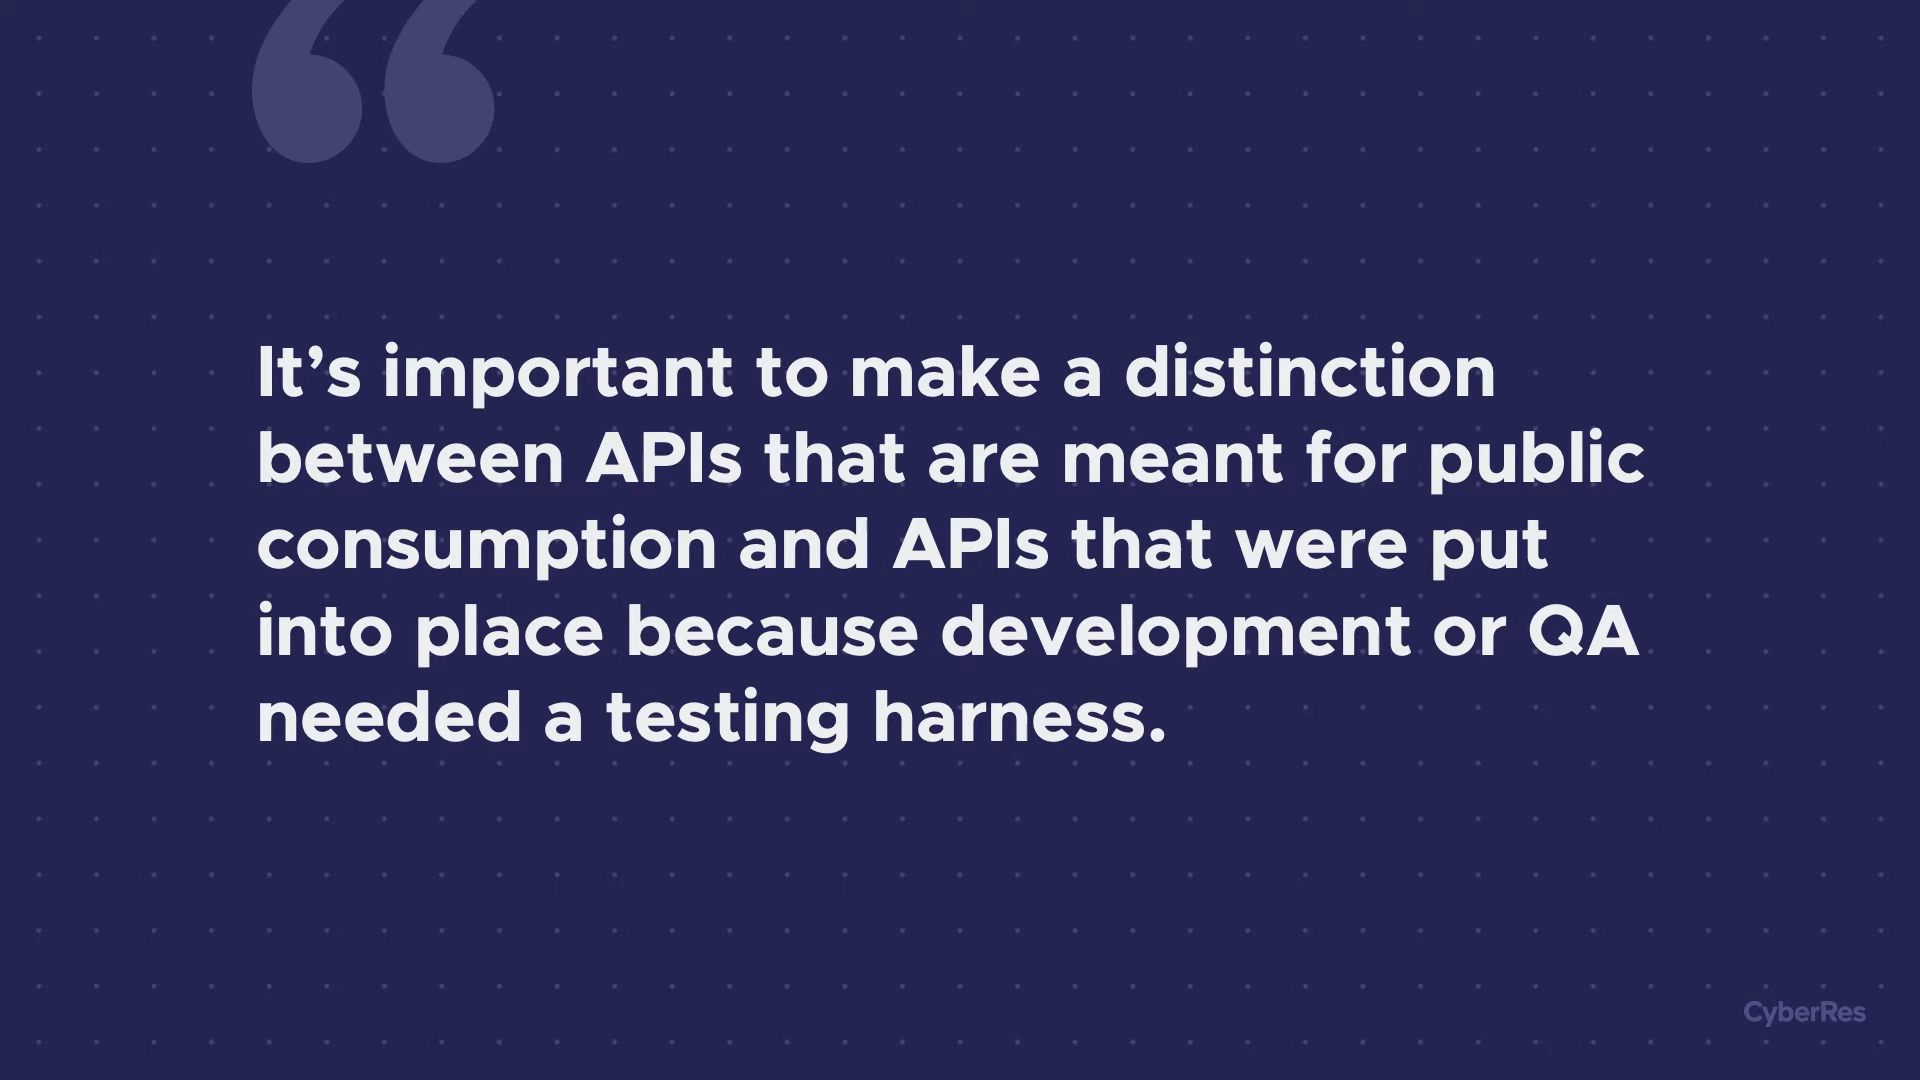 It’s important to make a distinction
between APIs that are meant for public
consumption and APIs that were put
into place because development or QA
needed a testing harness.
CyberRes